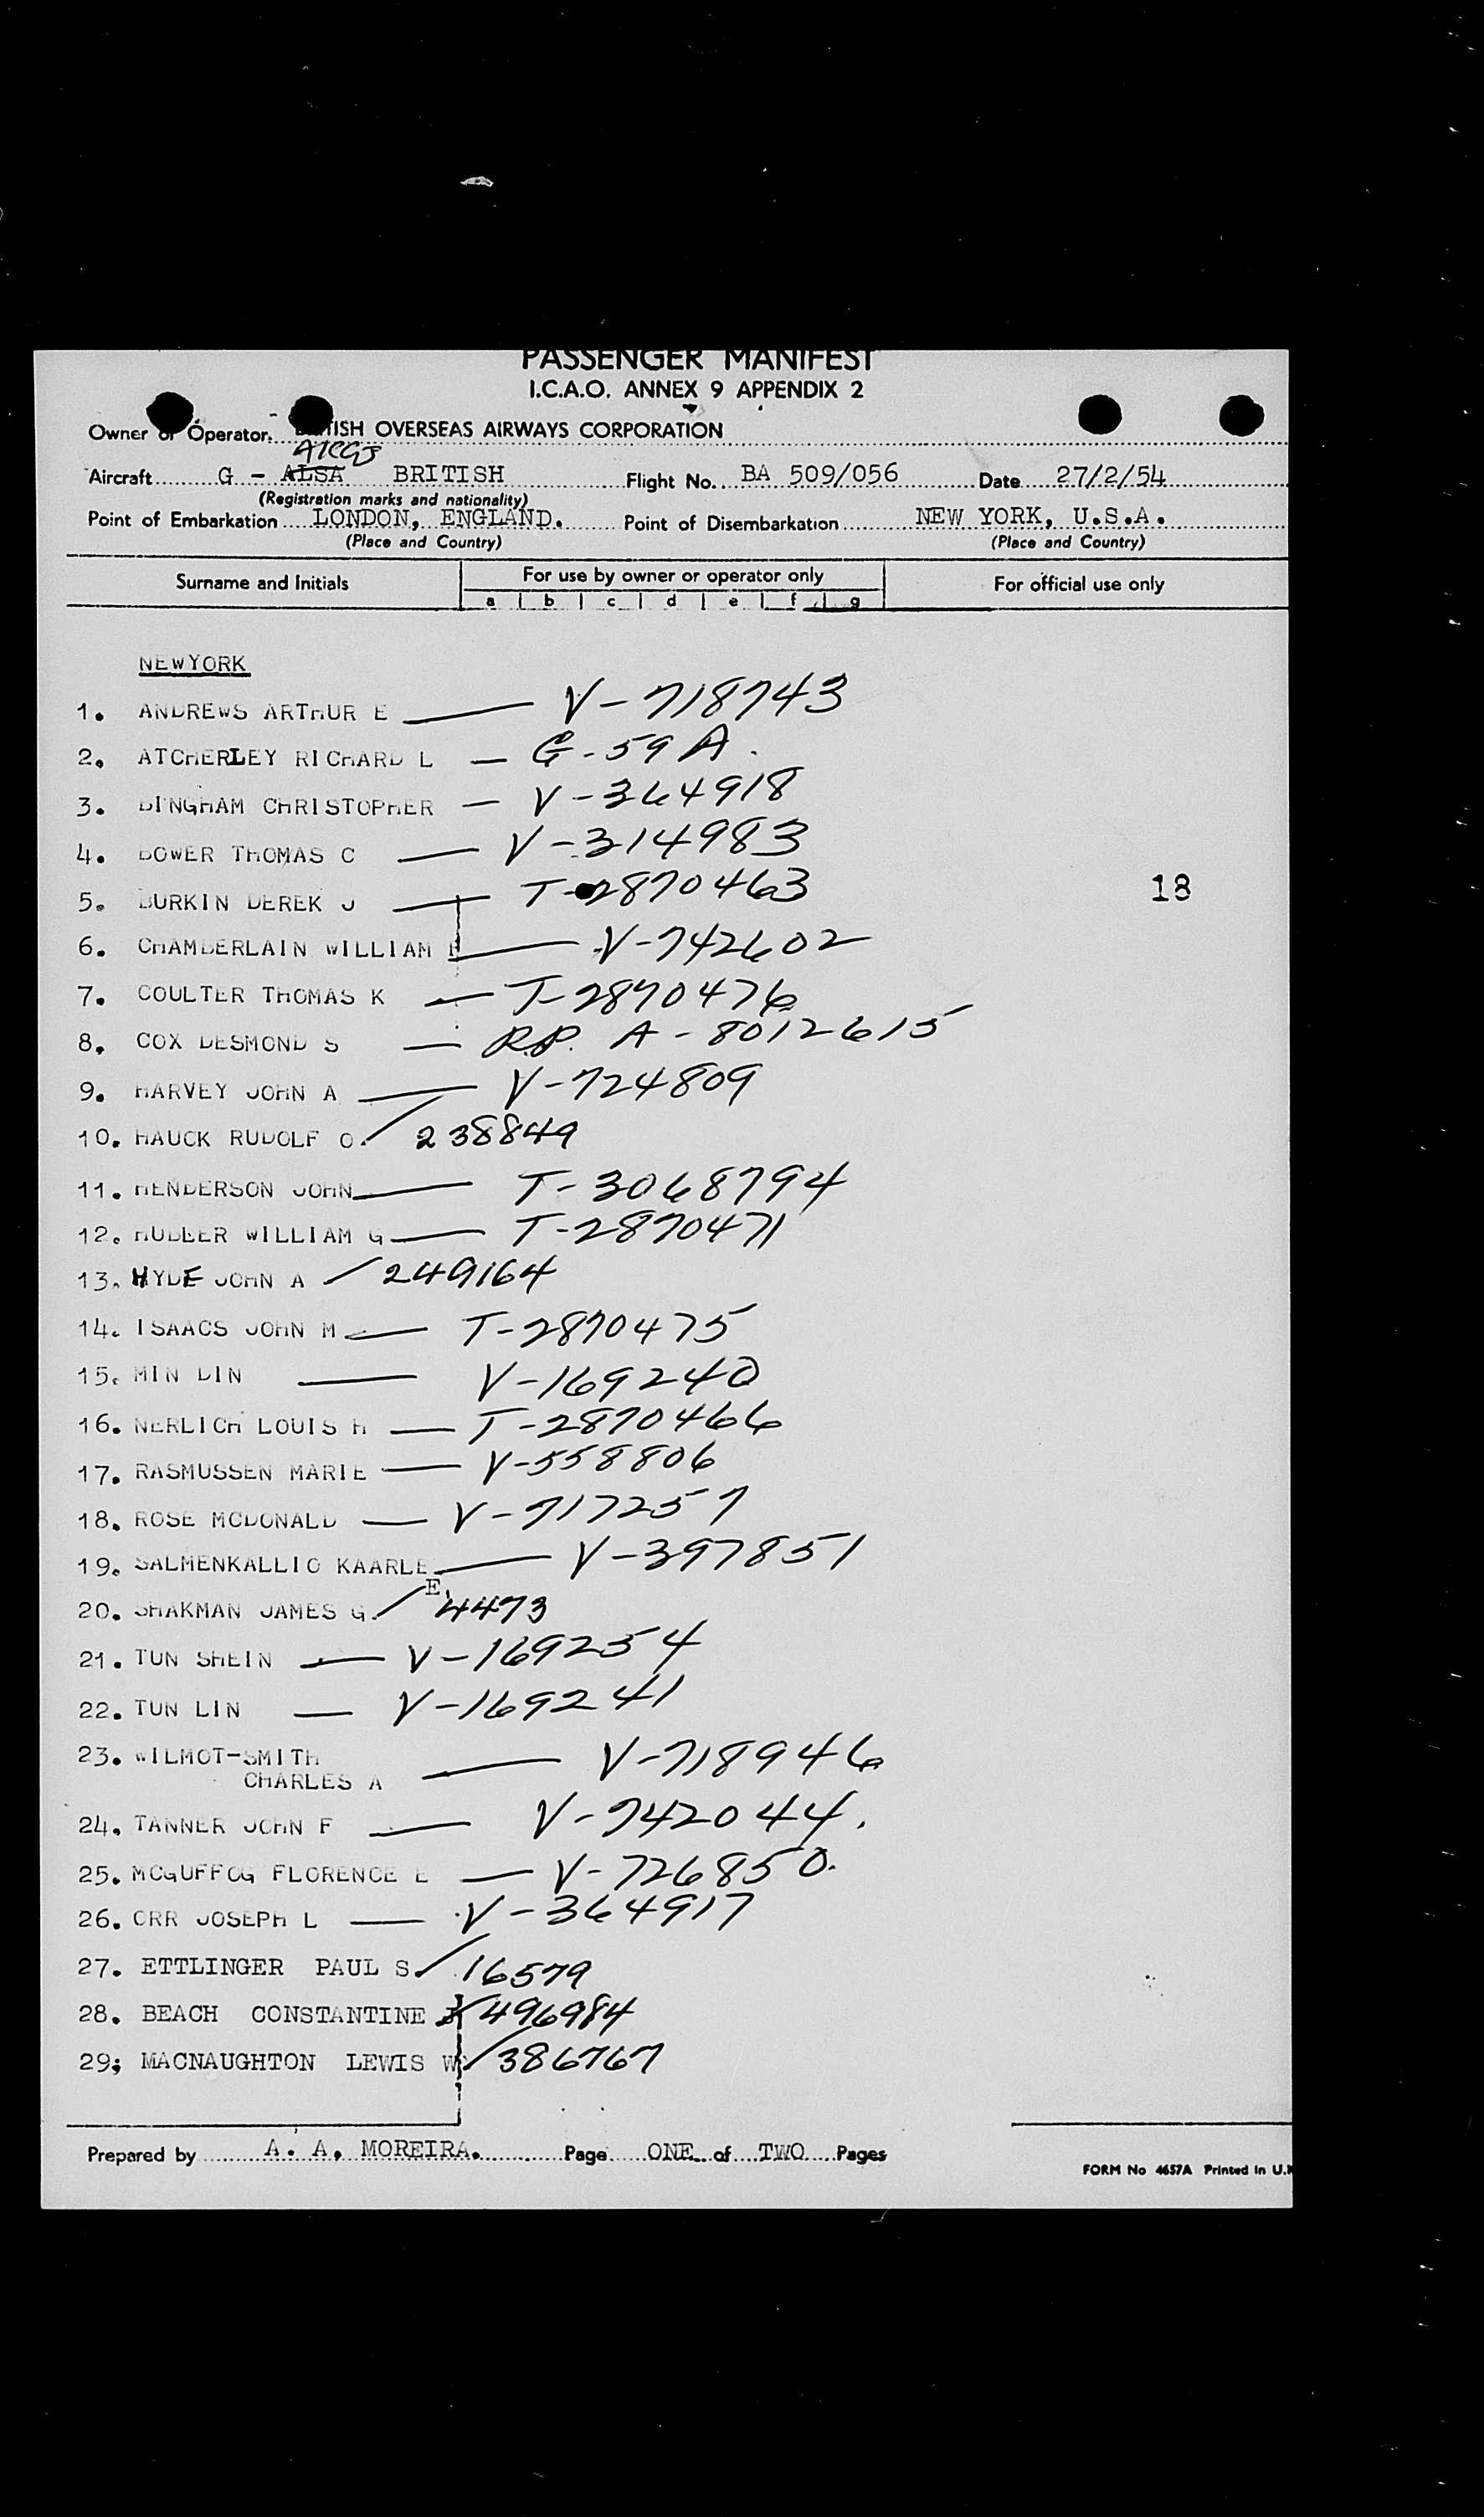 PASSENGER MANIFEST
I.C.A.O. ANNEX 9 APPENDIX 2
Owner or Operator. BRITISH OVERSEAS AIRWAYS CORPORATION
Aircraft G - ALSA BRITISH Flight No. BA 509/056 Date 27/2/54
(Registration marks and nationality)
Point of Embarkation LONDON, ENGLAND. Point of Disembarkation NEW YORK, U.S.A.
(Place and Country) (Place and Country)
Surname and Initials For use by owner or operator only For official use only
a b c d e f g
NEWYORK
1. ANDREWS ARTHUR E V-718743
2. ATCHERLEY RICHARD L G-59A.
3. BINGHAM CHRISTOPHER V-364918
4. BOWER THOMAS C V-314983
5. BURKIN DEREK J T-2870463 18
6. CHAMBERLAIN WILLIAM V-742602
7. COULTER THOMAS K T-2870476
8. COX DESMOND S R.P. A-8012615
9. HARVEY JOHN A V-724809
10. HAUCK RUDOLF O. 238849
11. HENDERSON JOHN T-3068794
12. HUBLER WILLIAM G T-2870471
13. HYDE JOHN A 249164
14. ISAACS JOHN M T-2870475
15. MIN DIN V-169240
16. NERLICH LOUIS H T-2870466
17. RASMUSSEN MARIE V-558806
18. ROSE MCDONALD V-717257
19. SALMENKALLIO KAARLE V-397851
E.
20. SHAKMAN JAMES G. 4473
21. TUN SHEIN V-169254
22. TUN LIN V-169241
23. WILMOT-SMITH V-718946
CHARLES A
24. TANNER JOHN F V-742044.
25. MCGUFFOG FLORENCE E V-726850.
26. ORR JOSEPH L V-364917
27. ETTLINGER PAUL S. 16579
28. BEACH CONSTANTINE 496984
29; MACNAUGHTON LEWIS W 386767
Prepared by A. A. MOREIRA. Page ONE of TWO Pages
FORM No 4657A Printed in U.K